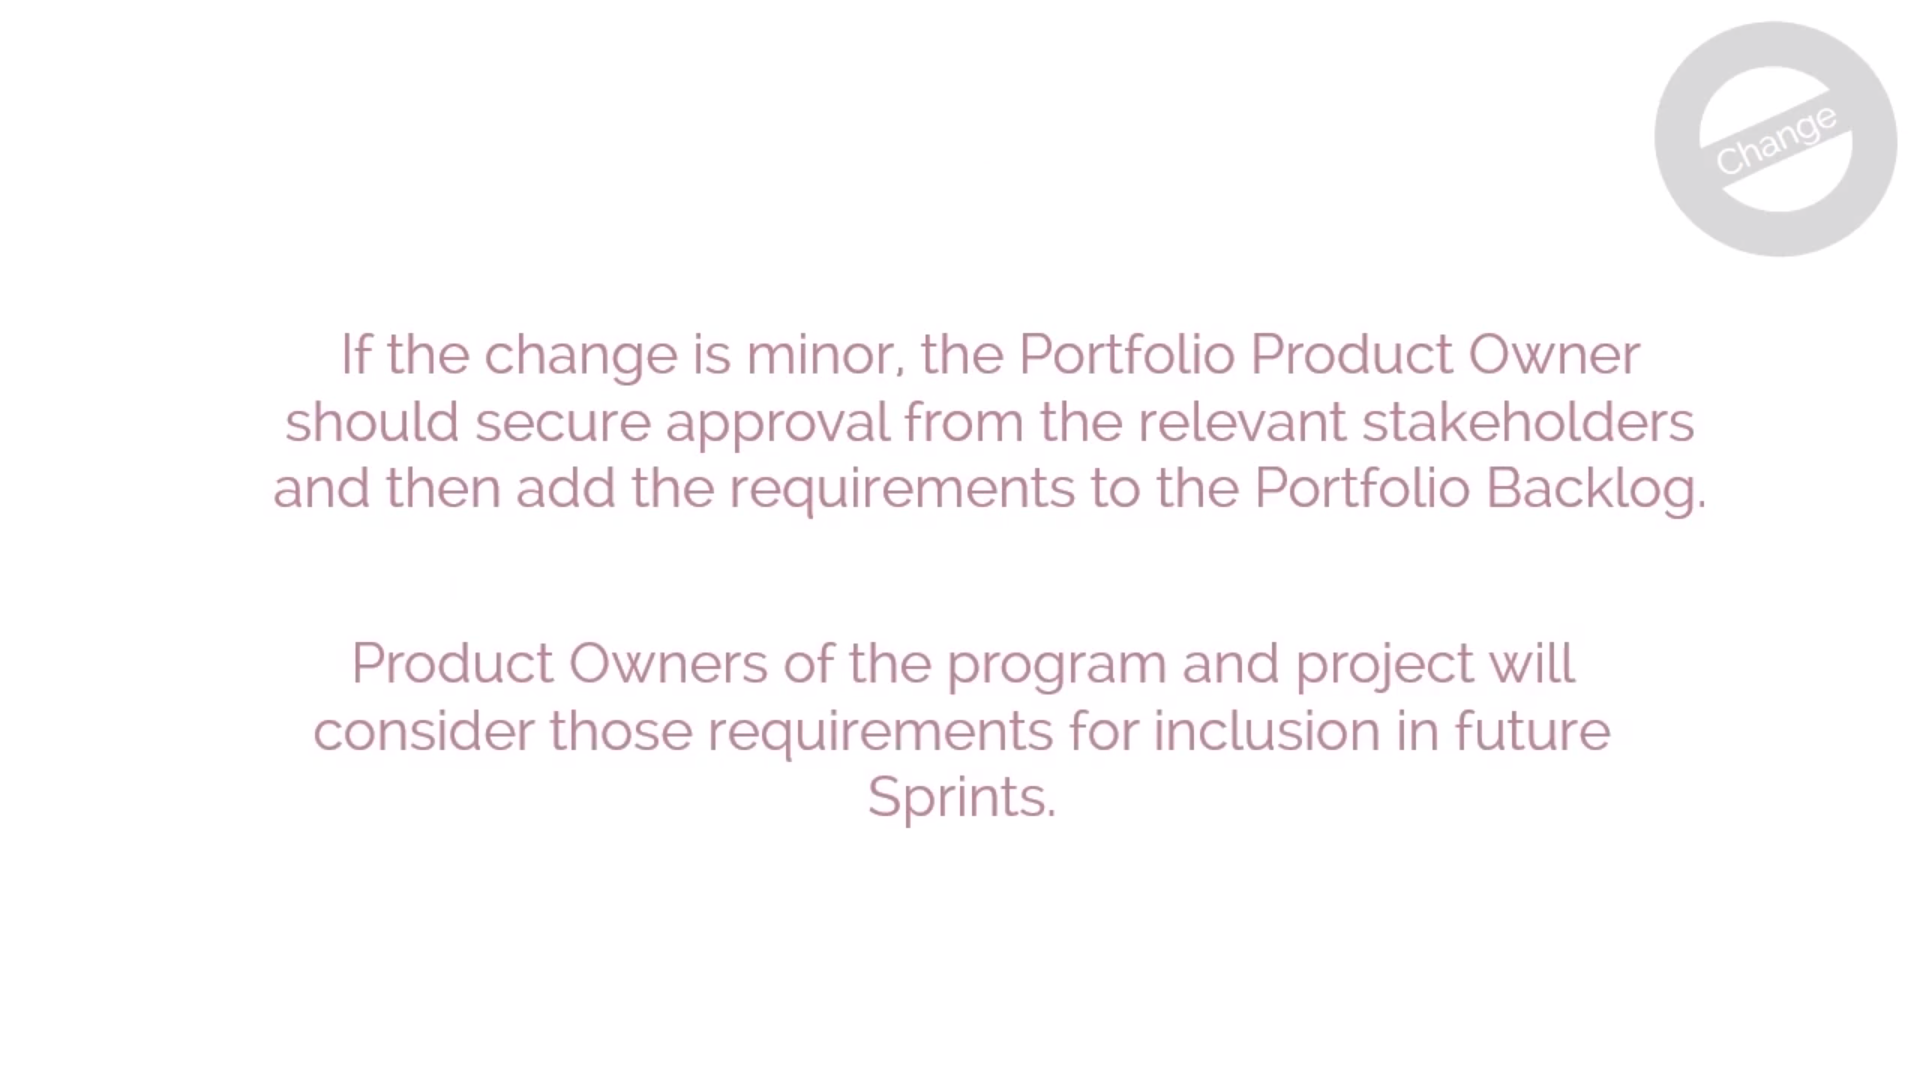 Change
If the change is minor, the Portfolio Product Owner
should secure approval from the relevant stakeholders
and then add the requirements to the Portfolio Backlog.
Product Owners of the program and project will
consider those requirements for inclusion in future
Sprints.